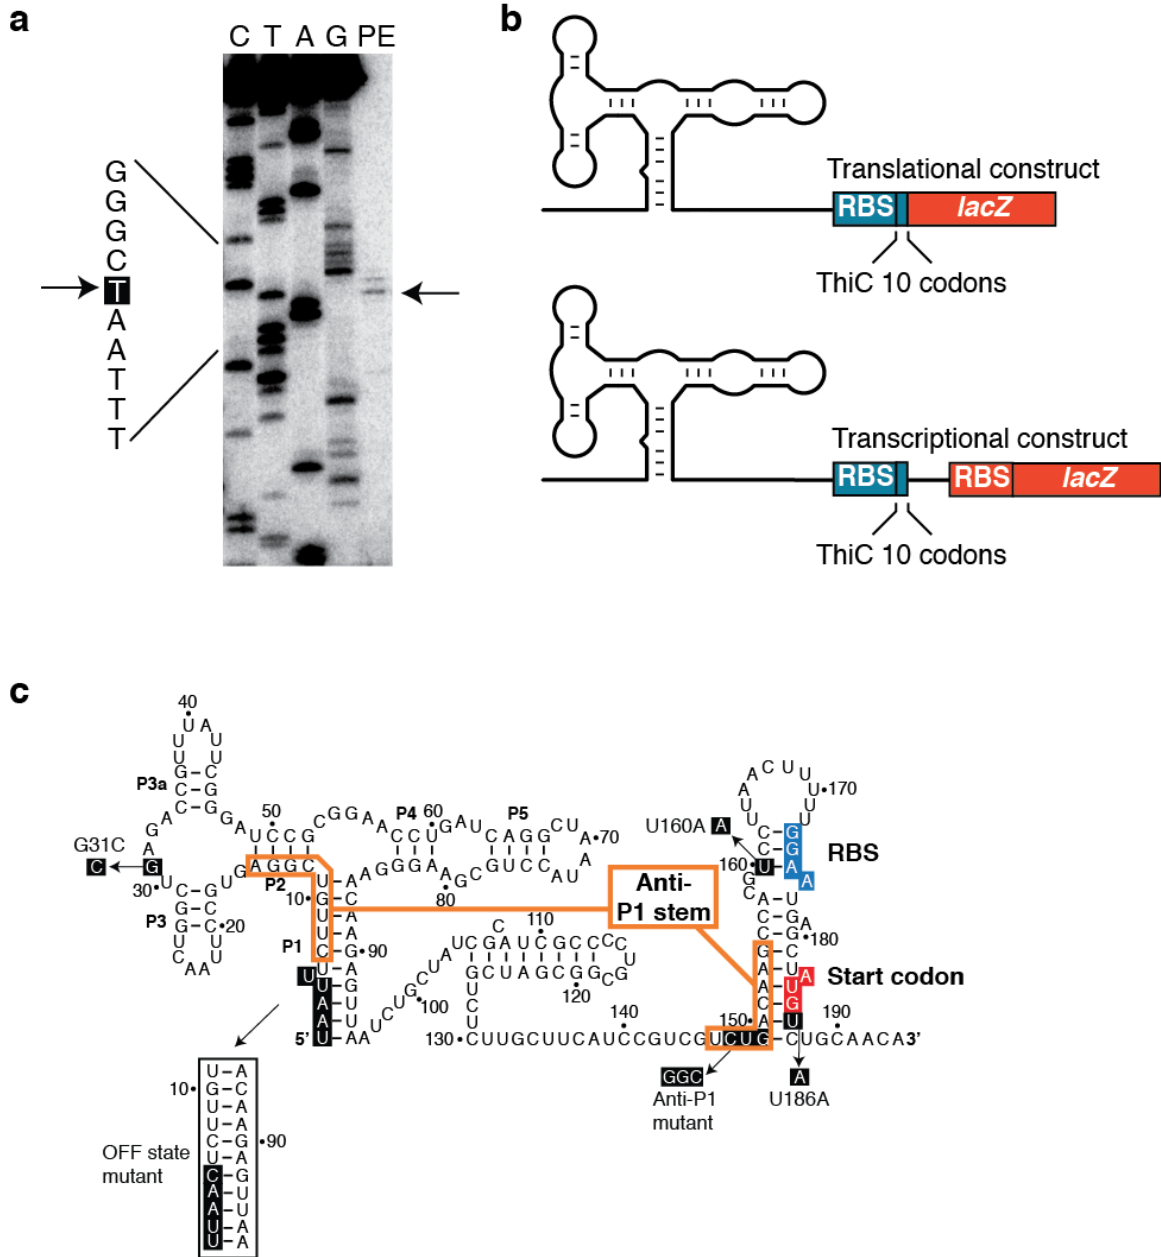 a
C T A G PE
G
G
G
C
T
A
A
T
T
T
b
Translational construct
RBS
lacZ
ThiC 10 codons
Transcriptional construct
RBS
RBS
lacZ
ThiC 10 codons
c
40
P3a
G31C
C
30
P3
20
50
P2
10
P1
P4
60
P5
70
80
90
100
110
120
130
140
150
160
170
180
190
5'
3'
U160A
A
RBS
Anti-
P1 stem
Start codon
CUUGCUUCAUCCGUCGUCUG
CUGCAACA
GGC
Anti-P1
mutant
A
U186A
OFF state
mutant
10
90
U–A
G–C
U–A
U–A
C–G
U–A
C–G
A–U
A–U
U–A
U–A